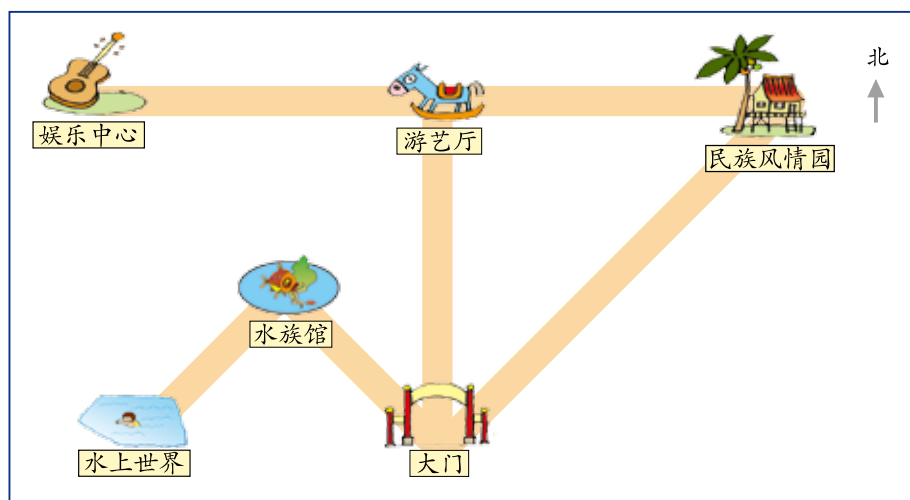 北
娱乐中心
游艺厅
民族风情园
水族馆
水上世界
大门